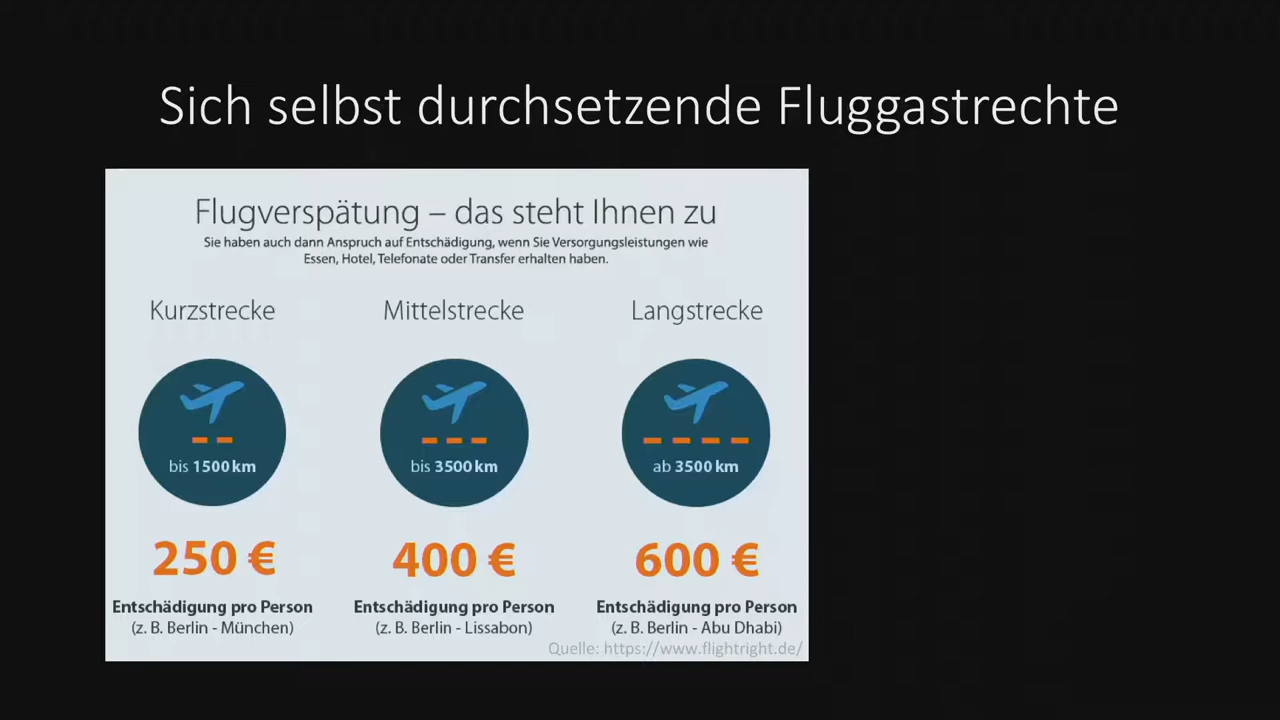 Sich selbst durchsetzende Fluggastrechte
Flugverspätung – das steht Ihnen zu
Sie haben auch dann Anspruch auf Entschädigung, wenn Sie Versorgungsleistungen wie
Essen, Hotel, Telefonate oder Transfer erhalten haben.
Kurzstrecke
bis 1500 km
250 €
Entschädigung pro Person
(z. B. Berlin - München)
Mittelstrecke
bis 3500 km
400 €
Entschädigung pro Person
(z. B. Berlin - Lissabon)
Langstrecke
ab 3500 km
600 €
Entschädigung pro Person
(z. B. Berlin - Abu Dhabi)
Quelle: https://www.flightright.de/